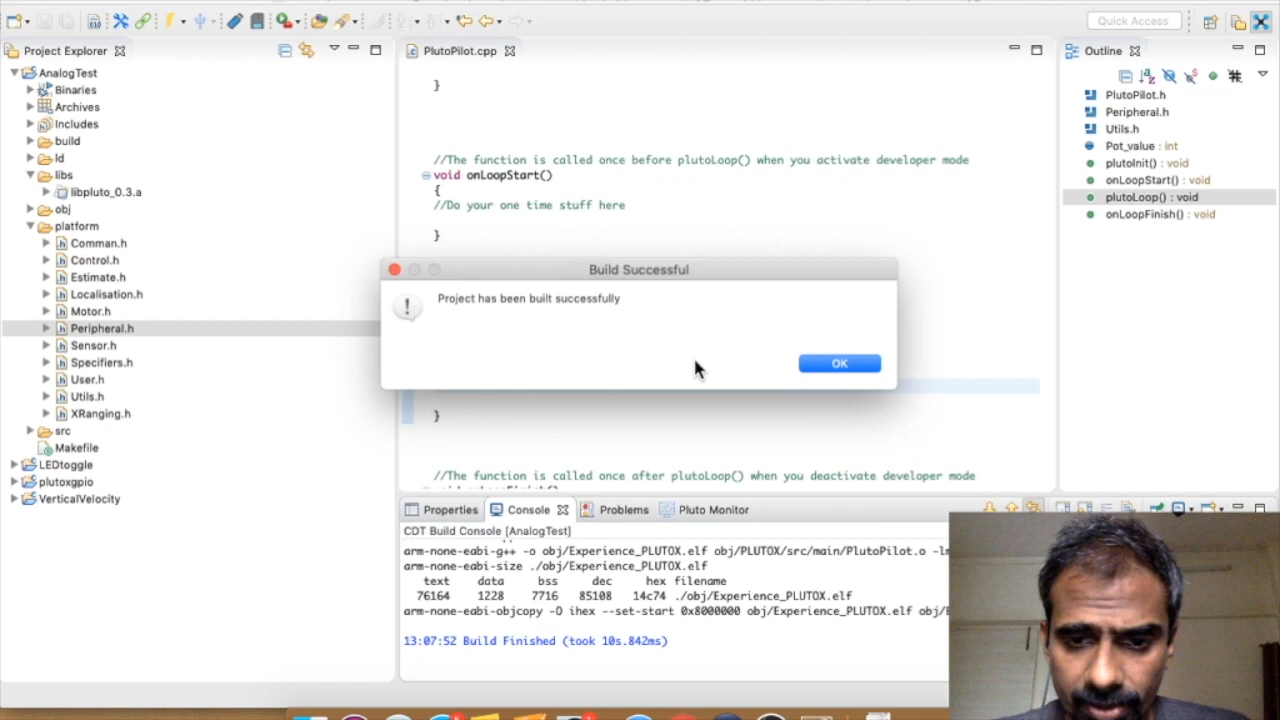 Quick Access
Project Explorer
AnalogTest
Binaries
Archives
Includes
build
ld
libs
libpluto_0.3.a
obj
platform
Comman.h
Control.h
Estimate.h
Localisation.h
Motor.h
Peripheral.h
Sensor.h
Specifiers.h
User.h
Utils.h
XRanging.h
src
Makefile
LEDtoggle
plutoxgpio
VerticalVelocity
PlutoPilot.cpp
}
//The function is called once before plutoLoop() when you activate developer mode
void onLoopStart()
{
//Do your one time stuff here
}
Build Successful
Project has been built successfully
OK
}
//The function is called once after plutoLoop() when you deactivate developer mode
Outline
PlutoPilot.h
Peripheral.h
Utils.h
Pot_value : int
plutoInit() : void
onLoopStart() : void
plutoLoop() : void
onLoopFinish() : void
Properties Console Problems Pluto Monitor
CDT Build Console [AnalogTest]
arm-none-eabi-g++ -o obj/Experience_PLUTOX.elf obj/PLUTOX/src/main/PlutoPilot.o -lm
arm-none-eabi-size ./obj/Experience_PLUTOX.elf
text data bss dec hex filename
76164 1228 7716 85108 14c74 ./obj/Experience_PLUTOX.elf
arm-none-eabi-objcopy -O ihex --set-start 0x8000000 obj/Experience_PLUTOX.elf obj/E
13:07:52 Build Finished (took 10s.842ms)